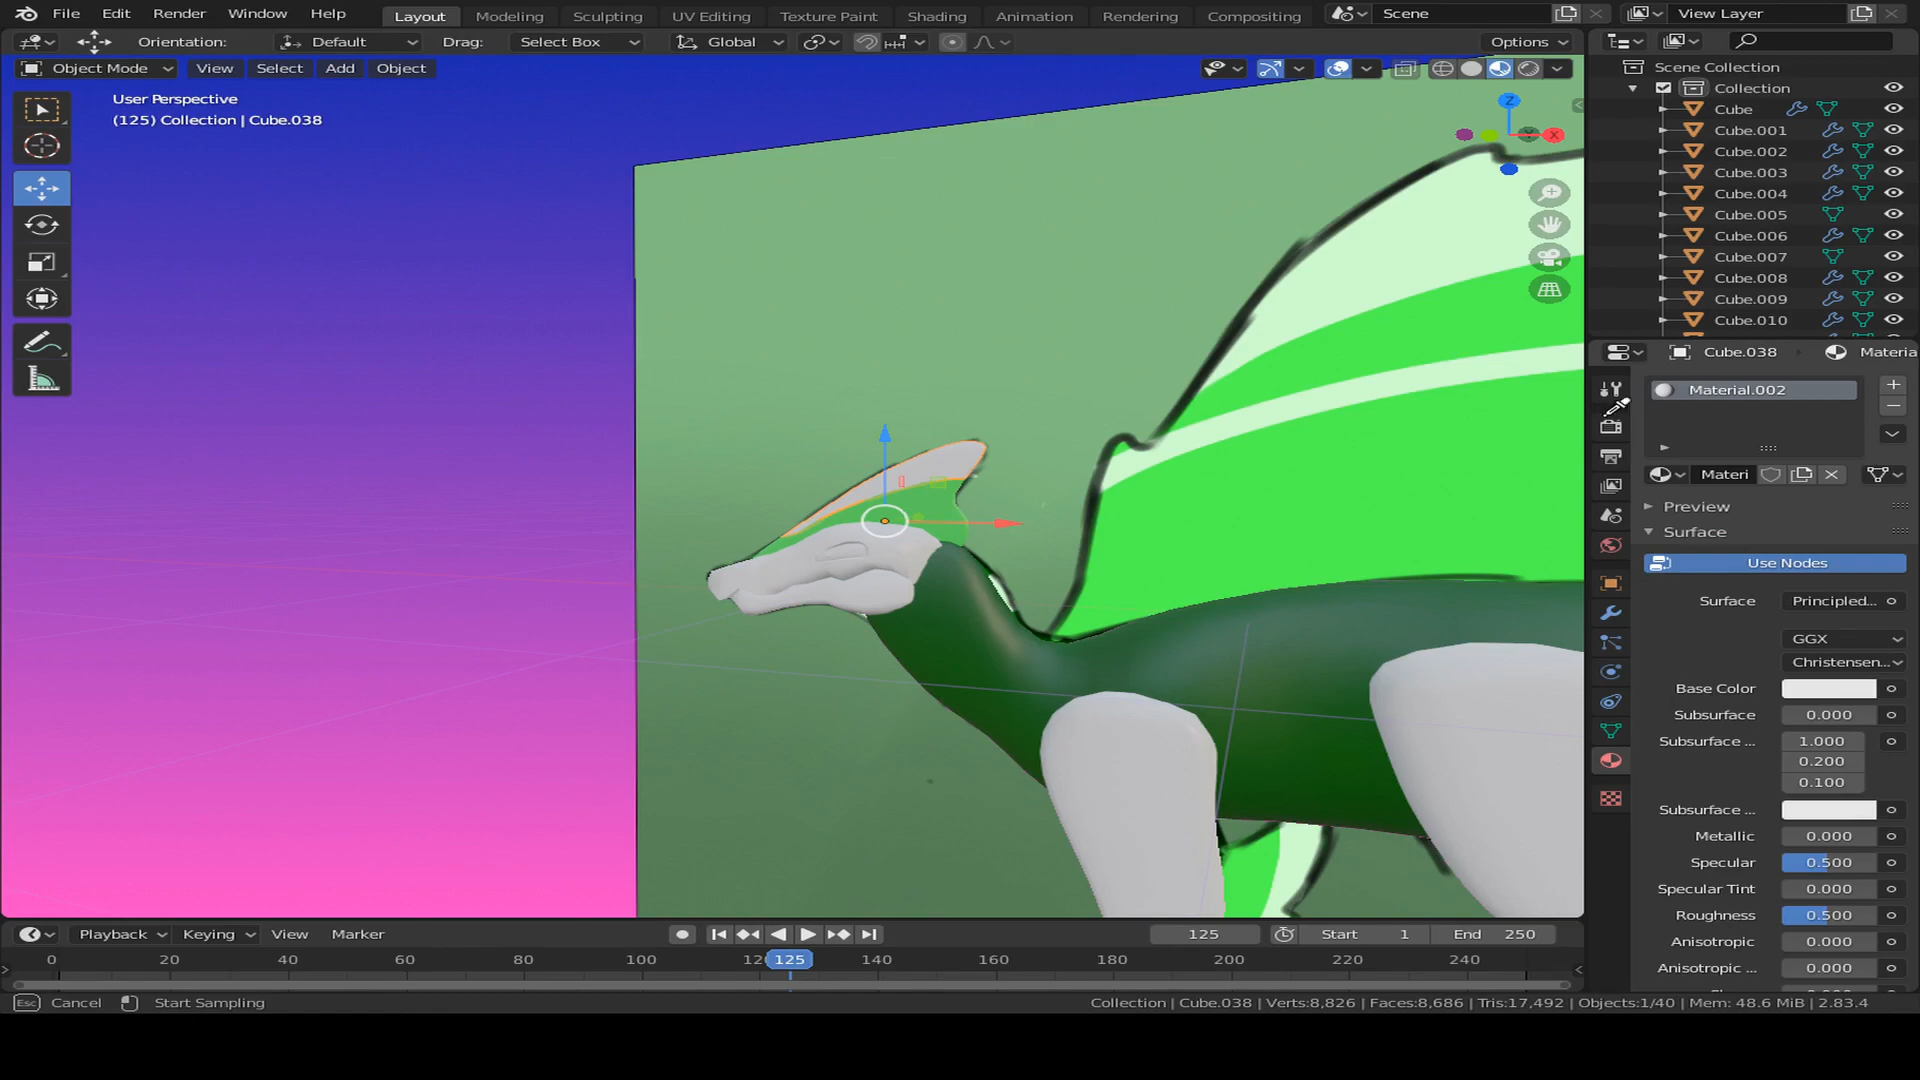 File Edit Render Window Help Layout Modeling Sculpting UV Editing Texture Paint Shading Animation Rendering Compositing Scene View Layer
Orientation: Default Drag: Select Box Global Options
Object Mode View Select Add Object
User Perspective
(125) Collection | Cube.038
Z
X
Scene Collection
Collection
Cube
Cube.001
Cube.002
Cube.003
Cube.004
Cube.005
Cube.006
Cube.007
Cube.008
Cube.009
Cube.010
Cube.038 Materia
Material.002
Materi
Preview
Surface
Use Nodes
Surface Principled...
GGX
Christensen...
Base Color
Subsurface 0.000
Subsurface ... 1.000
0.200
0.100
Subsurface ...
Metallic 0.000
Specular 0.500
Specular Tint 0.000
Roughness 0.500
Anisotropic 0.000
Anisotropic ... 0.000
Playback Keying View Marker 125 Start 1 End 250
0 20 40 60 80 100 125 140 160 180 200 220 240
Esc Cancel Start Sampling Collection | Cube.038 | Verts:8,826 | Faces:8,686 | Tris:17,492 | Objects:1/40 | Mem: 48.6 MiB | 2.83.4